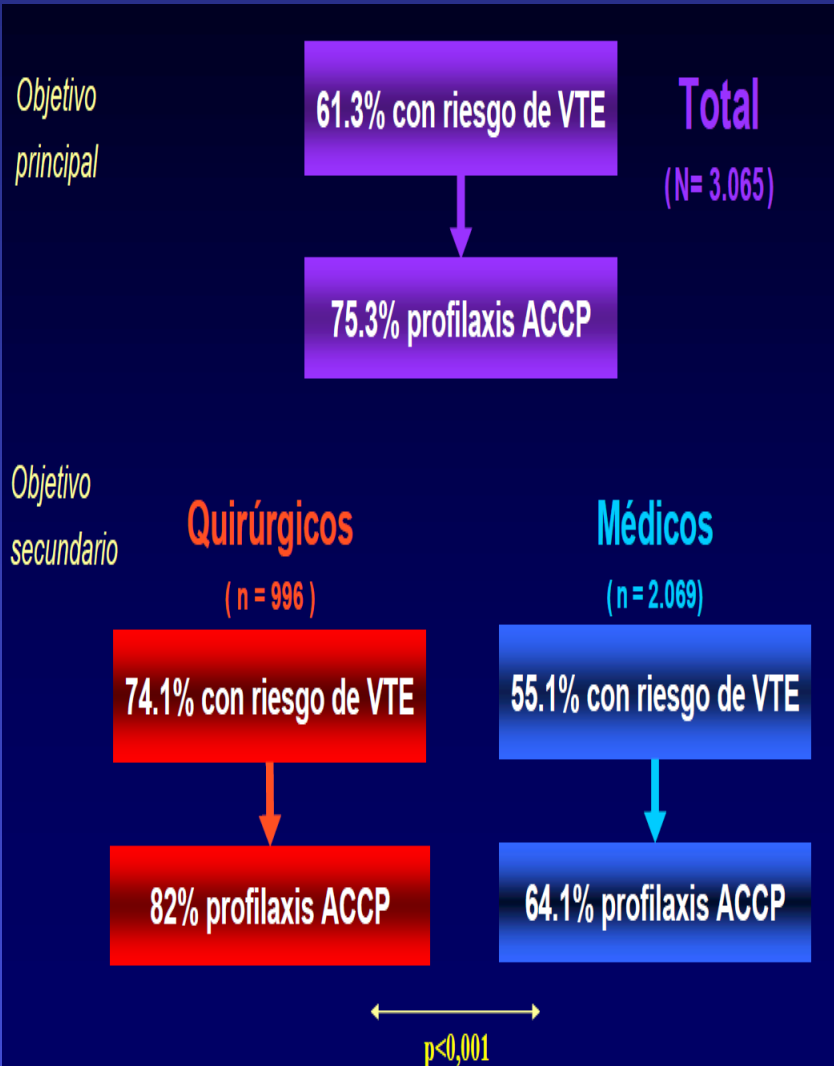 Objetivo
principal
61.3% con riesgo de VTE
Total
(N= 3.065)
75.3% profilaxis ACCP
Objetivo
secundario
Quirúrgicos
( n = 996 )
Médicos
( n = 2.069)
74.1% con riesgo de VTE
55.1% con riesgo de VTE
82% profilaxis ACCP
64.1% profilaxis ACCP
p<0,001